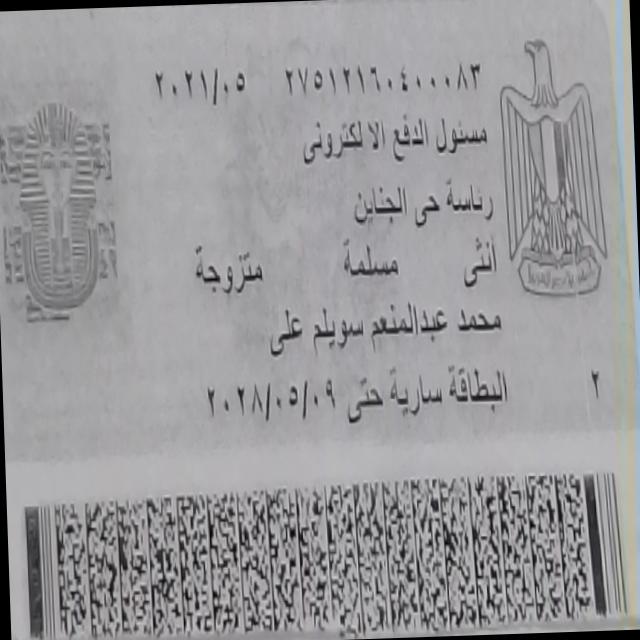 ٢٧٥١٢١٦٠٤٠٠٠٨٣ ٢٠٢١/٠٥
مسئول الدفع الالكترونى
رئاسة حى الجناين
أنثى مسلمة متزوجة
محمد عبدالمنعم سويلم على
البطاقة سارية حتى ٢٠٢٨/٠٥/٠٩
٢